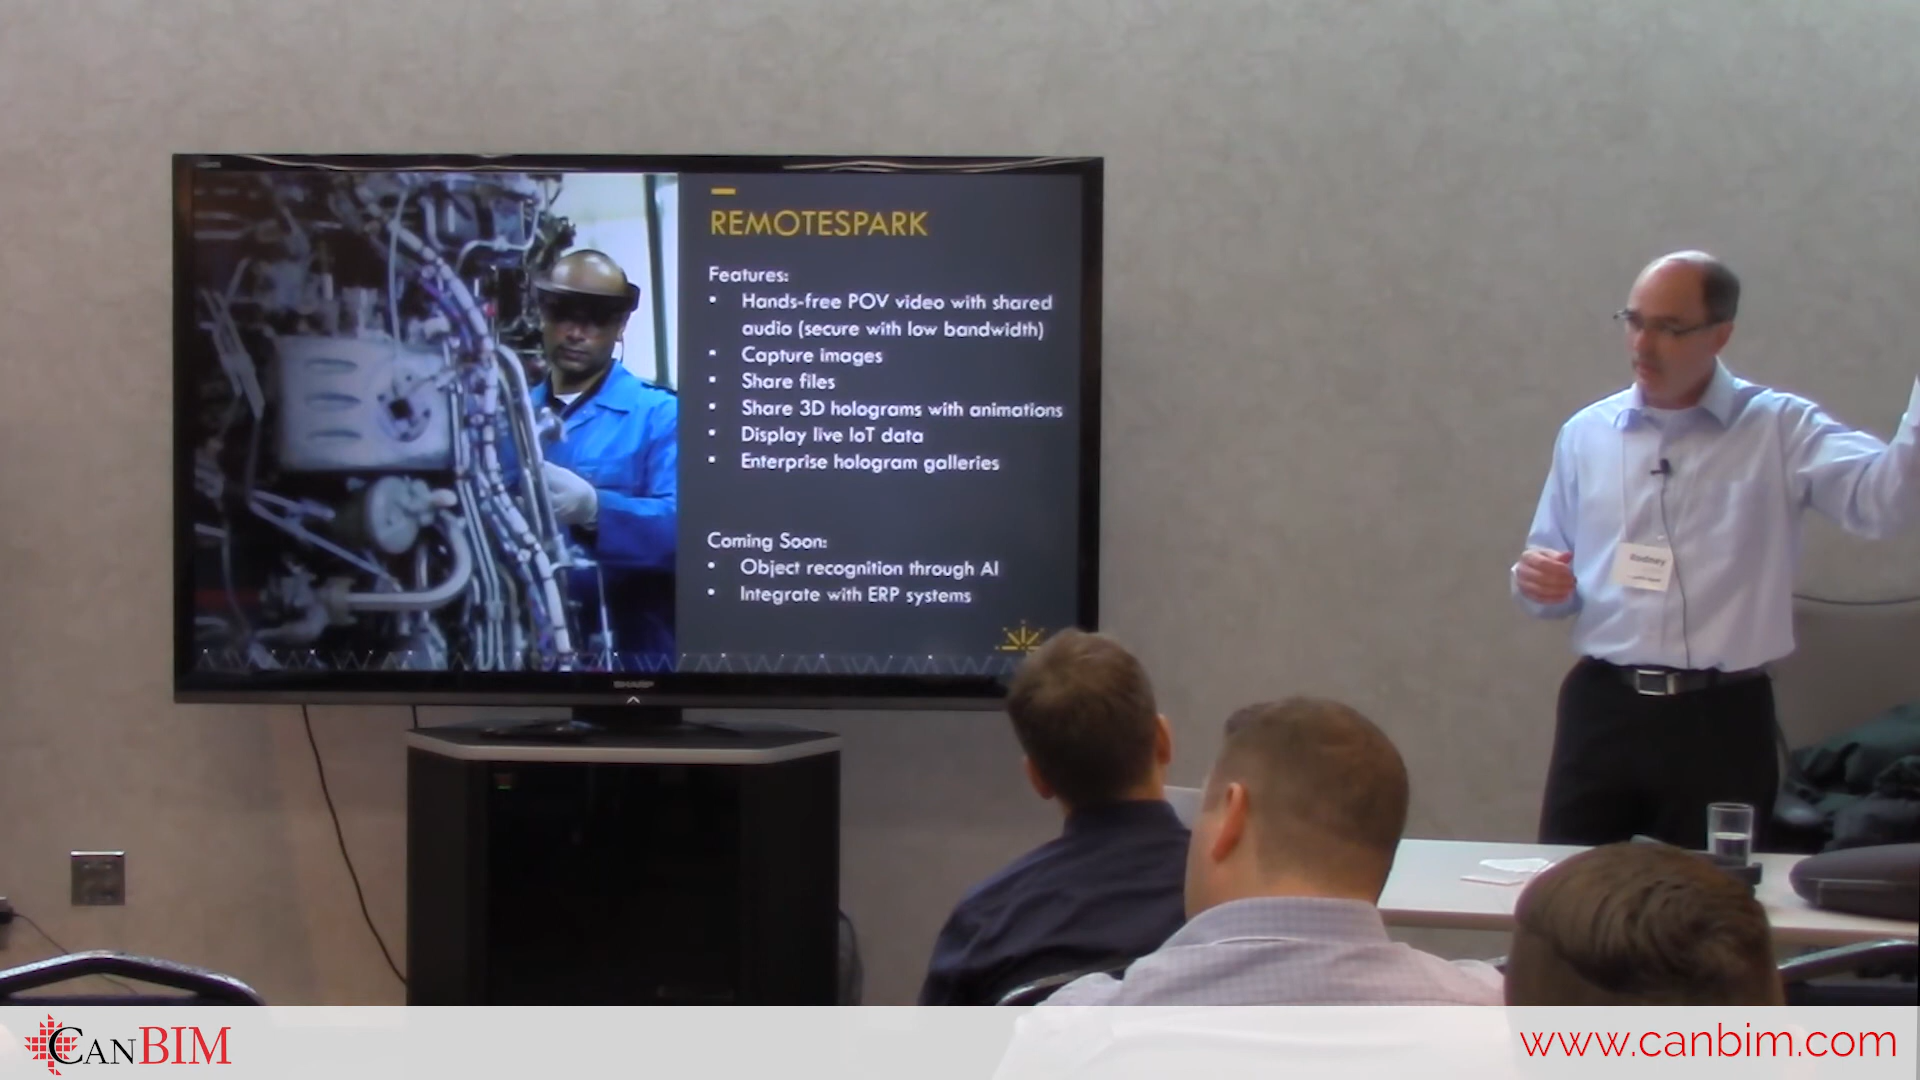 REMOTESPARK
Features:
• Hands-free POV video with shared
audio (secure with low bandwidth)
• Capture images
• Share files
• Share 3D holograms with animations
• Display live IoT data
• Enterprise hologram galleries
Coming Soon:
• Object recognition through AI
• Integrate with ERP systems
SHARP
Rodney
CANBIM
www.canbim.com